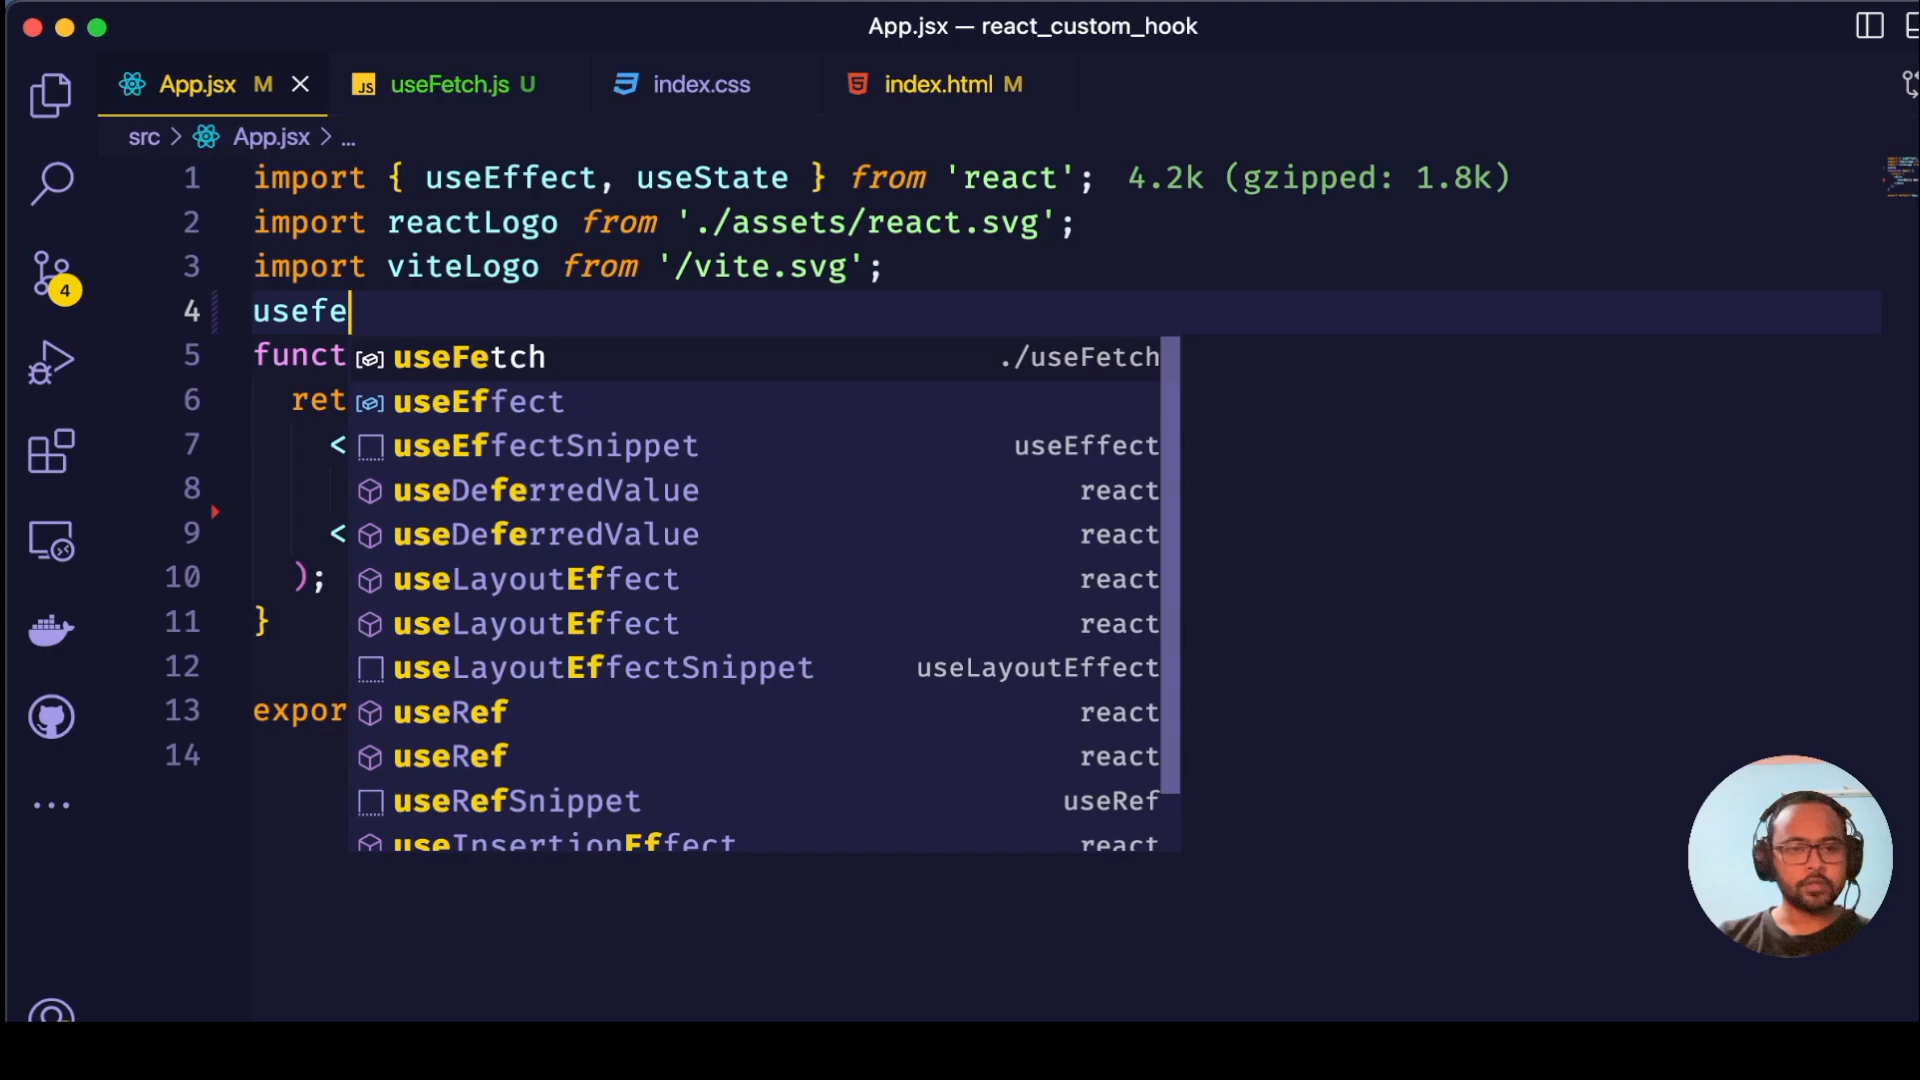 App.jsx — react_custom_hook
App.jsx M
JS useFetch.js U
index.css
index.html M
src > App.jsx > ...
1 import { useEffect, useState } from 'react'; 4.2k (gzipped: 1.8k)
2 import reactLogo from './assets/react.svg';
3 import viteLogo from '/vite.svg';
4 usefe
5 funct
useFetch ./useFetch
6 ret
useEffect
7 <
useEffectSnippet useEffect
8
useDeferredValue react
9 <
useDeferredValue react
10 );
useLayoutEffect react
11 }
useLayoutEffect react
12
useLayoutEffectSnippet useLayoutEffect
13 expor
useRef react
14
useRef react
useRefSnippet useRef
useInsertionEffect react
4